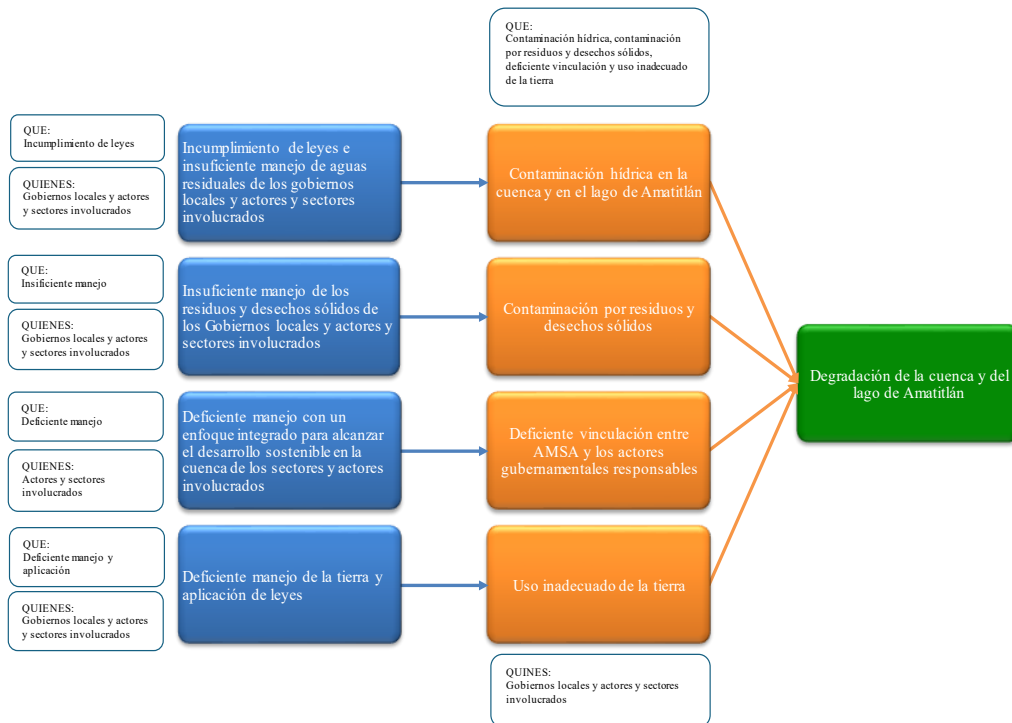 QUE:
Contaminación hídrica, contaminación
por residuos y desechos sólidos,
deficiente vinculación y uso inadecuado
de la tierra
QUE:
Incumplimiento de leyes
QUIENES:
Gobiernos locales y actores
y sectores involucrados
Incumplimiento de leyes e
insuficiente manejo de aguas
residuales de los gobiernos
locales y actores y sectores
involucrados
Contaminación hídrica en la
cuenca y en el lago de Amatitlán
QUE:
Insificiente manejo
QUIENES:
Gobiernos locales y actores
y sectores involucrados
Insuficiente manejo de los
residuos y desechos sólidos de
los Gobiernos locales y actores y
sectores involucrados
Contaminación por residuos y
desechos sólidos
Degradación de la cuenca y del
lago de Amatitlán
QUE:
Deficiente manejo
QUIENES:
Actores y sectores
involucrados
Deficiente manejo con un
enfoque integrado para alcanzar
el desarrollo sostenible en la
cuenca de los sectores y actores
involucrados
Deficiente vinculación entre
AMSA y los actores
gubernamentales responsables
QUE:
Deficiente manejo y
aplicación
QUIENES:
Gobiernos locales y actores
y sectores involucrados
Deficiente manejo de la tierra y
aplicación de leyes
Uso inadecuado de la tierra
QUINES:
Gobiernos locales y actores y sectores
involucrados